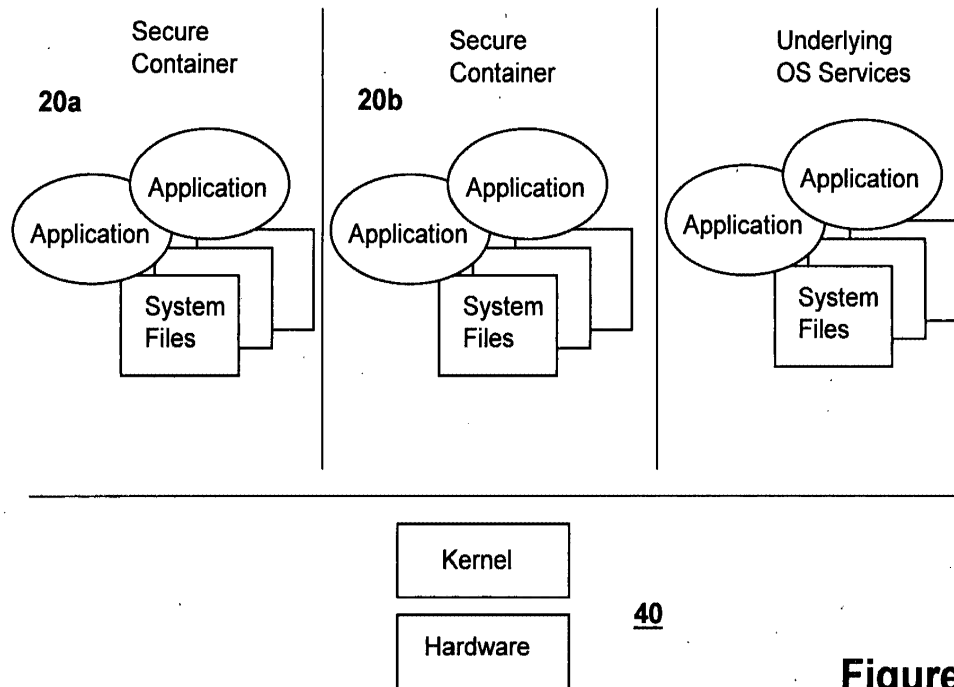 Secure
Container
20a
Application
Application
System
Files
Secure
Container
20b
Application
Application
System
Files
Underlying
OS Services
Application
Application
System
Files
Kernel
40
Hardware
Figure